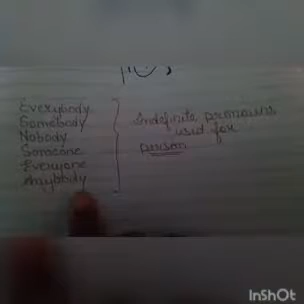 Everybody
Somebody
Nobody
Someone
Everyone
Anybody
Indefinite pronouns
used for
person
InShOt